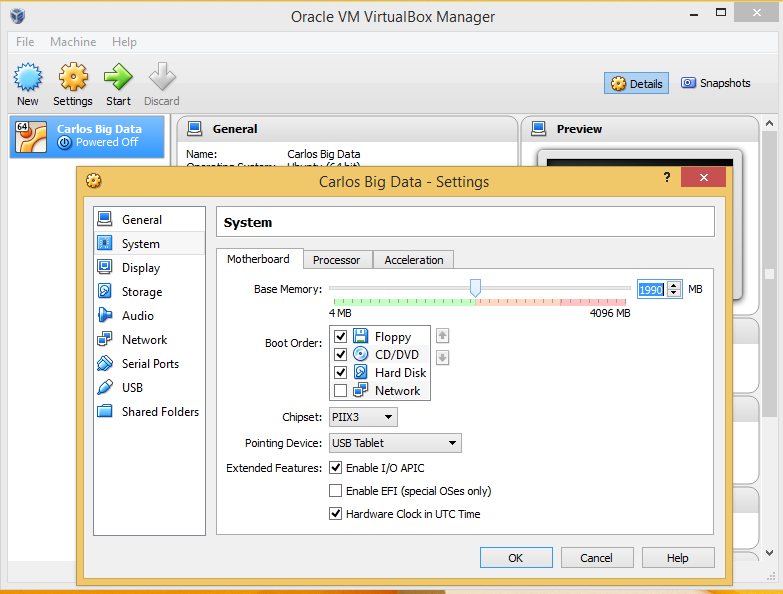 Oracle VM VirtualBox Manager
File Machine Help
New Settings Start Discard
Details Snapshots
64 Carlos Big Data
Powered Off
General
Preview
Name: Carlos Big Data
Operating System: Ubuntu (64 bit)
Carlos Big Data - Settings
?
General
System
Display
Storage
Audio
Network
Serial Ports
USB
Shared Folders
System
Motherboard Processor Acceleration
Base Memory: 1990 MB
4 MB 4096 MB
Boot Order: Floppy
CD/DVD
Hard Disk
Network
Chipset: PIIX3
Pointing Device: USB Tablet
Extended Features: Enable I/O APIC
Enable EFI (special OSes only)
Hardware Clock in UTC Time
OK Cancel Help